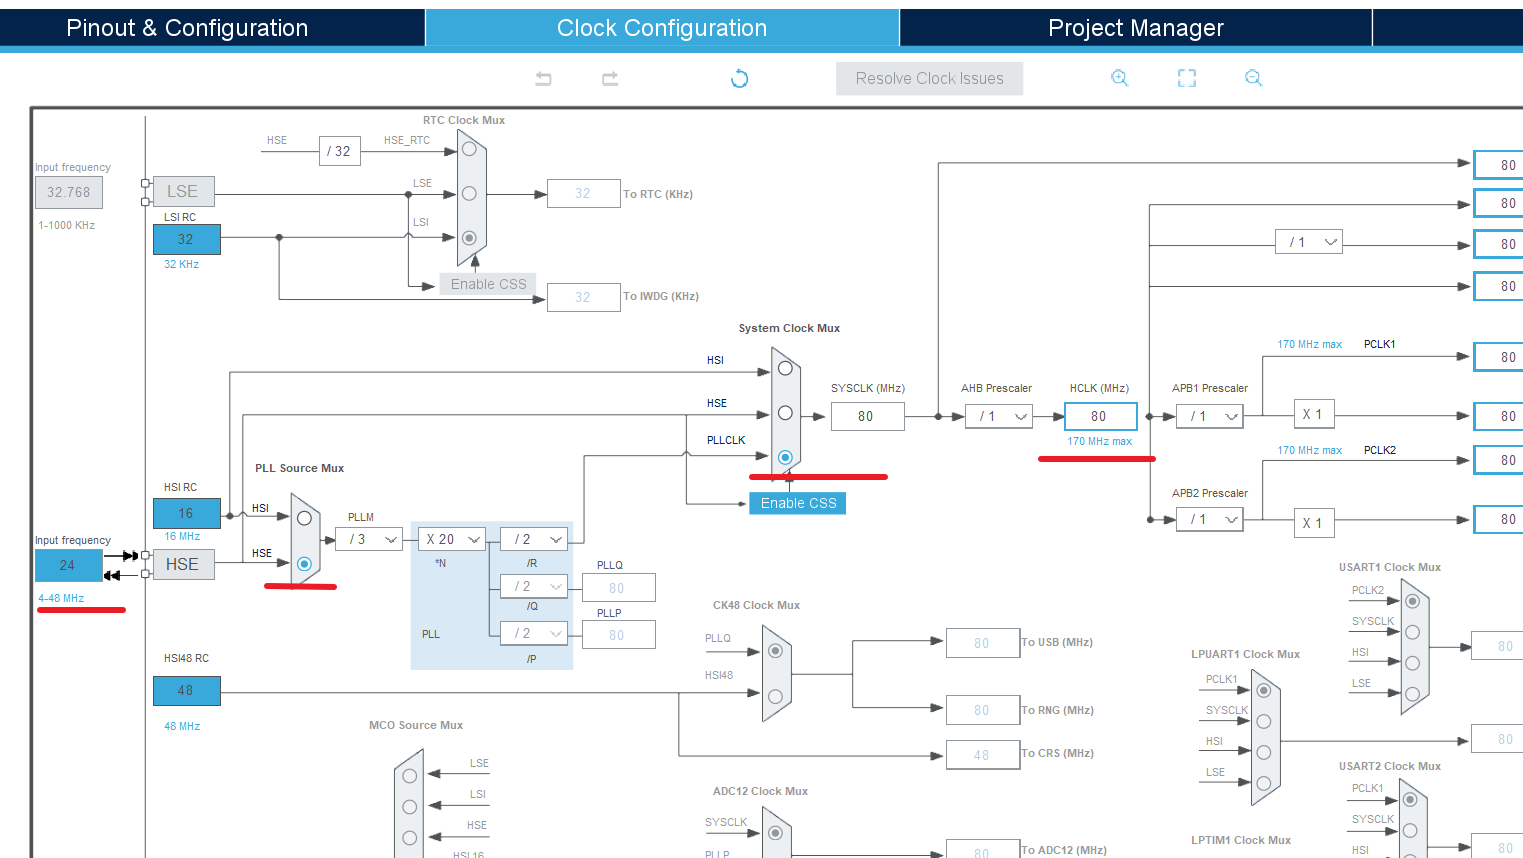 Pinout & Configuration
Clock Configuration
Project Manager
Resolve Clock Issues
RTC Clock Mux
HSE
/ 32
HSE_RTC
Input frequency
32.768
1-1000 KHz
LSE
LSE
32
To RTC (KHz)
LSI RC
32
32 KHz
LSI
Enable CSS
32
To IWDG (KHz)
80
80
/ 1
80
80
System Clock Mux
HSI
HSE
PLLCLK
SYSCLK (MHz)
80
AHB Prescaler
/ 1
HCLK (MHz)
80
170 MHz max
170 MHz max
PCLK1
80
APB1 Prescaler
/ 1
X 1
80
170 MHz max
PCLK2
80
APB2 Prescaler
/ 1
X 1
80
Enable CSS
PLL Source Mux
HSI RC
16
16 MHz
HSI
PLLM
/ 3
X 20
*N
/ 2
/R
Input frequency
24
4-48 MHz
HSE
HSE
/ 2
/Q
PLLQ
80
/ 2
/P
PLLP
80
PLL
HSI48 RC
48
48 MHz
CK48 Clock Mux
PLLQ
HSI48
80
To USB (MHz)
80
To RNG (MHz)
48
To CRS (MHz)
USART1 Clock Mux
PCLK2
SYSCLK
HSI
LSE
80
LPUART1 Clock Mux
PCLK1
SYSCLK
HSI
LSE
80
MCO Source Mux
LSE
LSI
HSE
HSI16
ADC12 Clock Mux
SYSCLK
PLLP
80
To ADC12 (MHz)
USART2 Clock Mux
PCLK1
SYSCLK
HSI
80
LPTIM1 Clock Mux